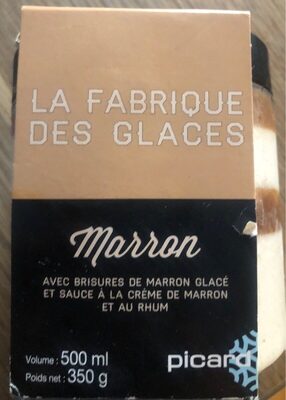 LA FABRIQUE
DES GLACES
Marron
AVEC BRISURES DE MARRON GLACÉ
ET SAUCE À LA CRÈME DE MARRON
ET AU RHUM
Volume : 500 ml
Poids net : 350 g
picard